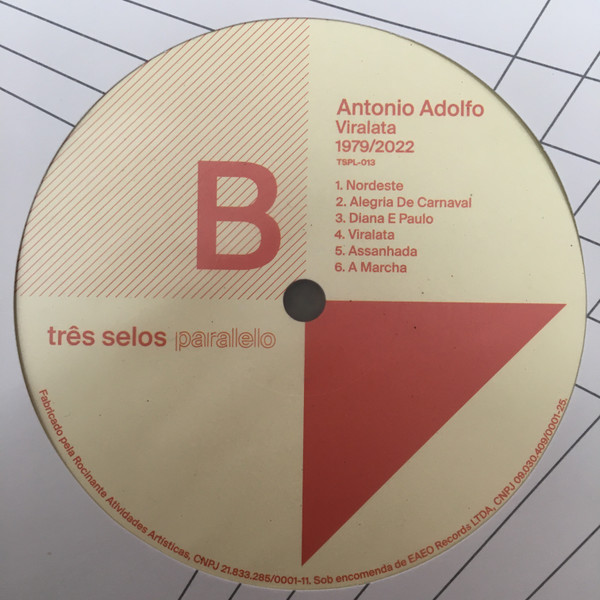 Antonio Adolfo
Viralata
1979/2022
TSPL-013
1. Nordeste
2. Alegria De Carnaval
3. Diana E Paulo
4. Viralata
5. Assanhada
6. A Marcha
B
três selos paralelo
Fabricado pela Rocinante Atividades Artísticas, CNPJ 21.833.285/0001-11. Sob encomenda de EAEO Records LTDA, CNPJ 09.030.409/0001-25.